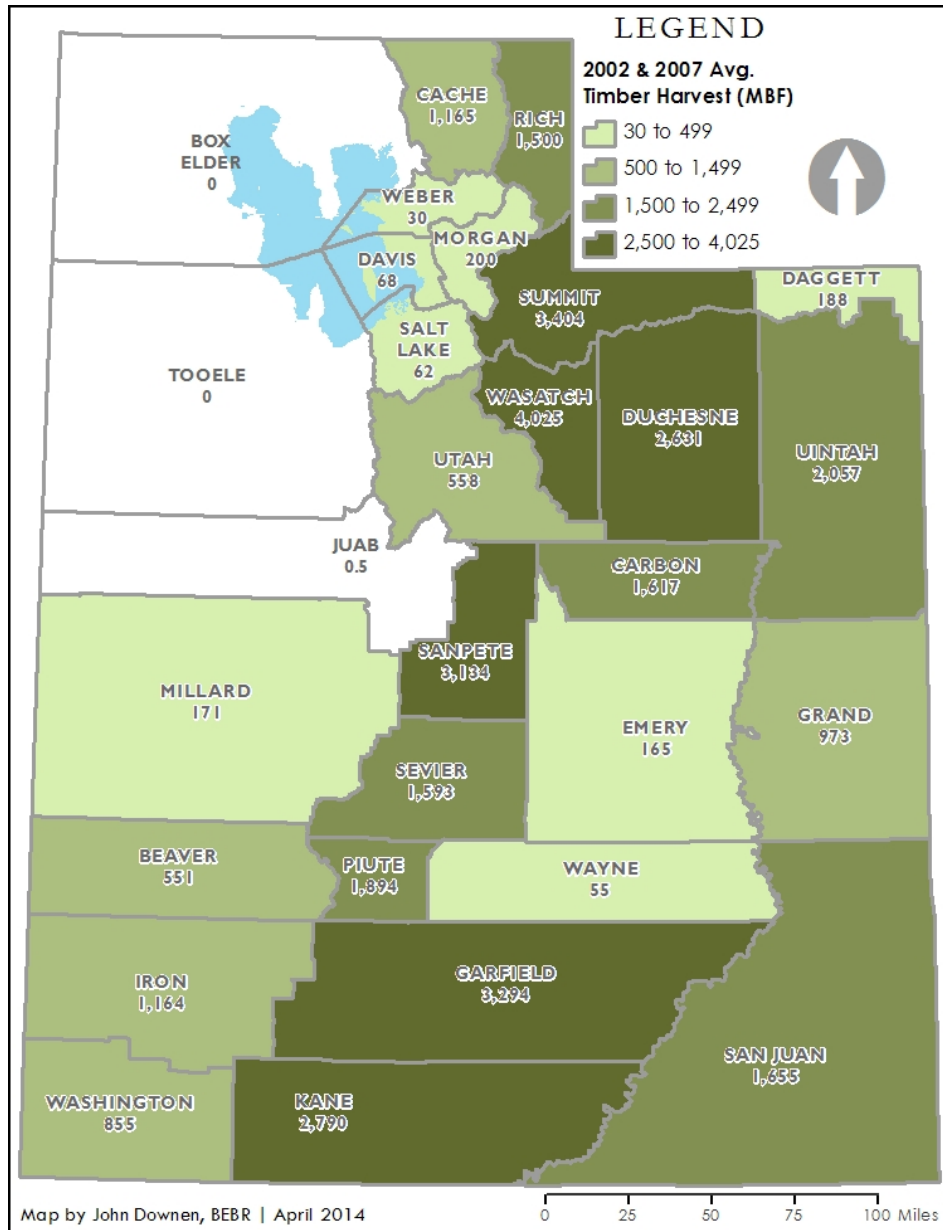 LEGEND
2002 & 2007 Avg.
Timber Harvest (MBF)
30 to 499
500 to 1,499
1,500 to 2,499
2,500 to 4,025
CACHE
1,165
RICH
1,500
BOX
ELDER
0
WEBER
30
MORGAN
200
DAVIS
68
SUMMIT
3,404
DAGGETT
188
SALT
LAKE
62
TOOELE
0
WASATCH
4,025
DUCHESNE
2,631
UINTAH
2,057
UTAH
558
JUAB
0.5
CARBON
1,617
SANPETE
3,134
MILLARD
171
EMERY
165
GRAND
973
SEVIER
1,593
BEAVER
551
PIUTE
1,894
WAYNE
55
IRON
1,164
GARFIELD
3,294
SAN JUAN
1,655
WASHINGTON
855
KANE
2,790
Map by John Downen, BEBR | April 2014
0 25 50 75 100 Miles